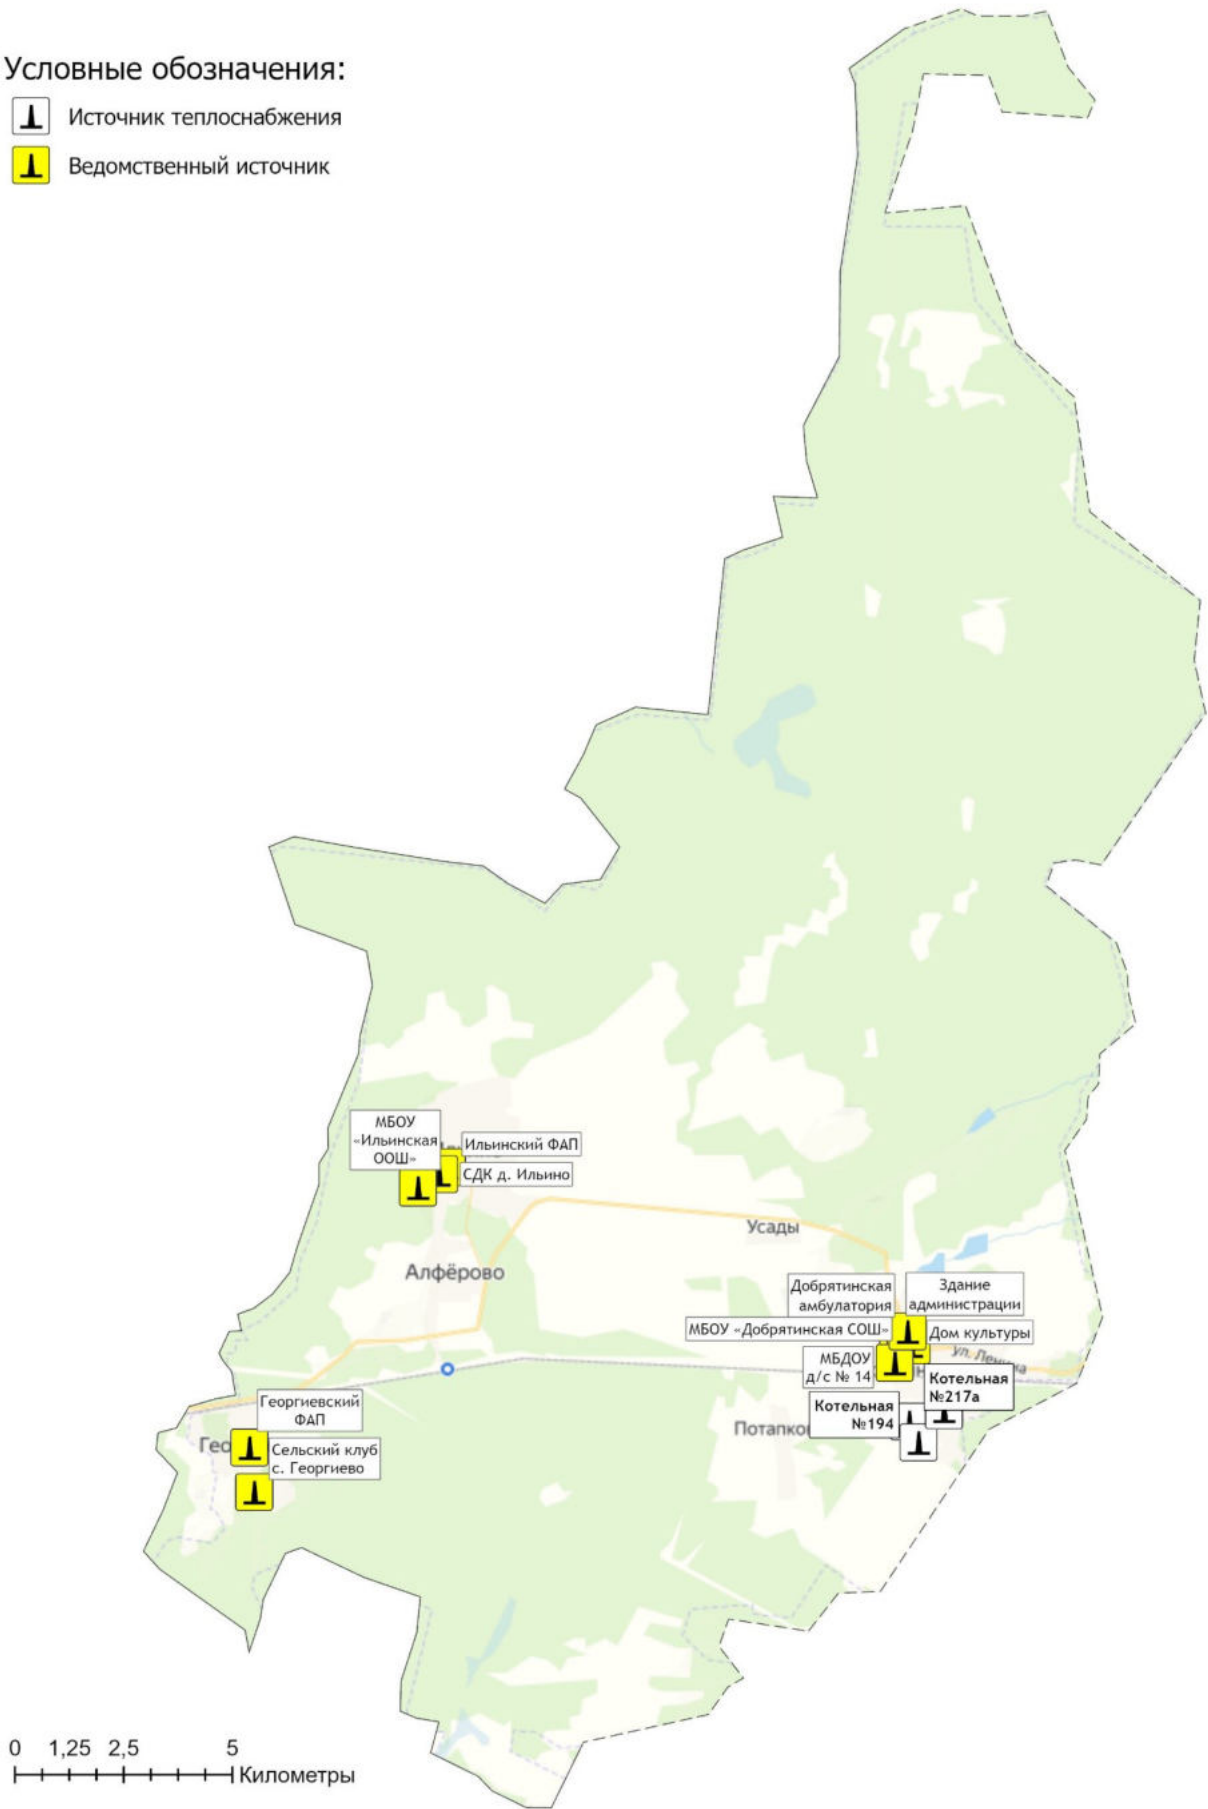 Условные обозначения:
Источник теплоснабжения
Ведомственный источник
МБОУ
«Ильинская
ООШ»
Ильинский ФАП
СДК д. Ильино
Усады
Алфёрово
Добрятинская
амбулатория
Здание
администрации
МБОУ «Добрятинская СОШ»
Дом культуры
МБДОУ
д/с № 14
Котельная
№217а
Котельная
№194
Георгиевский
ФАП
Сельский клуб
с. Георгиево
0 1,25 2,5 5
Километры